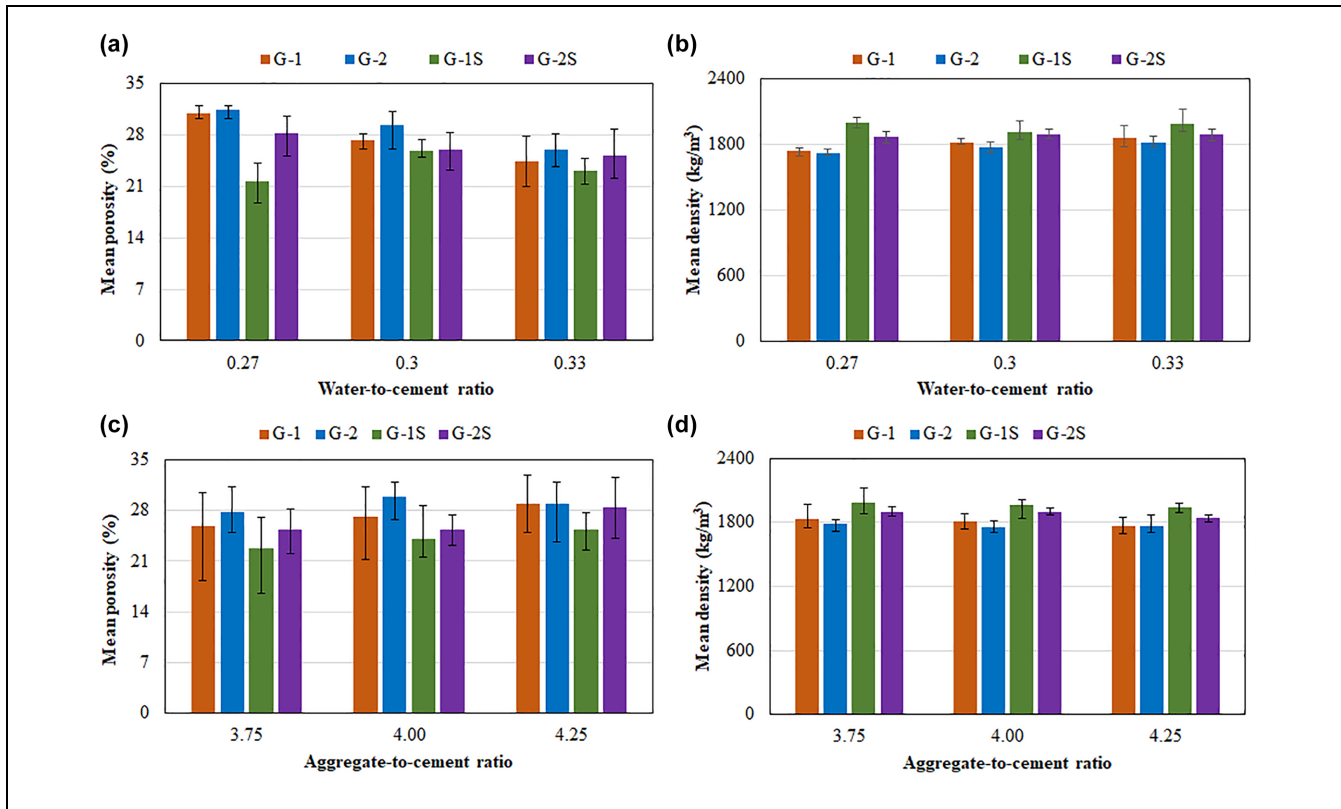 (a)
G-1 G-2 G-1S G-2S
Mean porosity (%)
35
28
21
14
7
0
0.27 0.3 0.33
Water-to-cement ratio
(b)
G-1 G-2 G-1S G-2S
Mean density (kg/m³)
2400
1800
1200
600
0
0.27 0.3 0.33
Water-to-cement ratio
(c)
G-1 G-2 G-1S G-2S
Mean porosity (%)
35
28
21
14
7
0
3.75 4.00 4.25
Aggregate-to-cement ratio
(d)
G-1 G-2 G-1S G-2S
Mean density (kg/m³)
2400
1800
1200
600
0
3.75 4.00 4.25
Aggregate-to-cement ratio